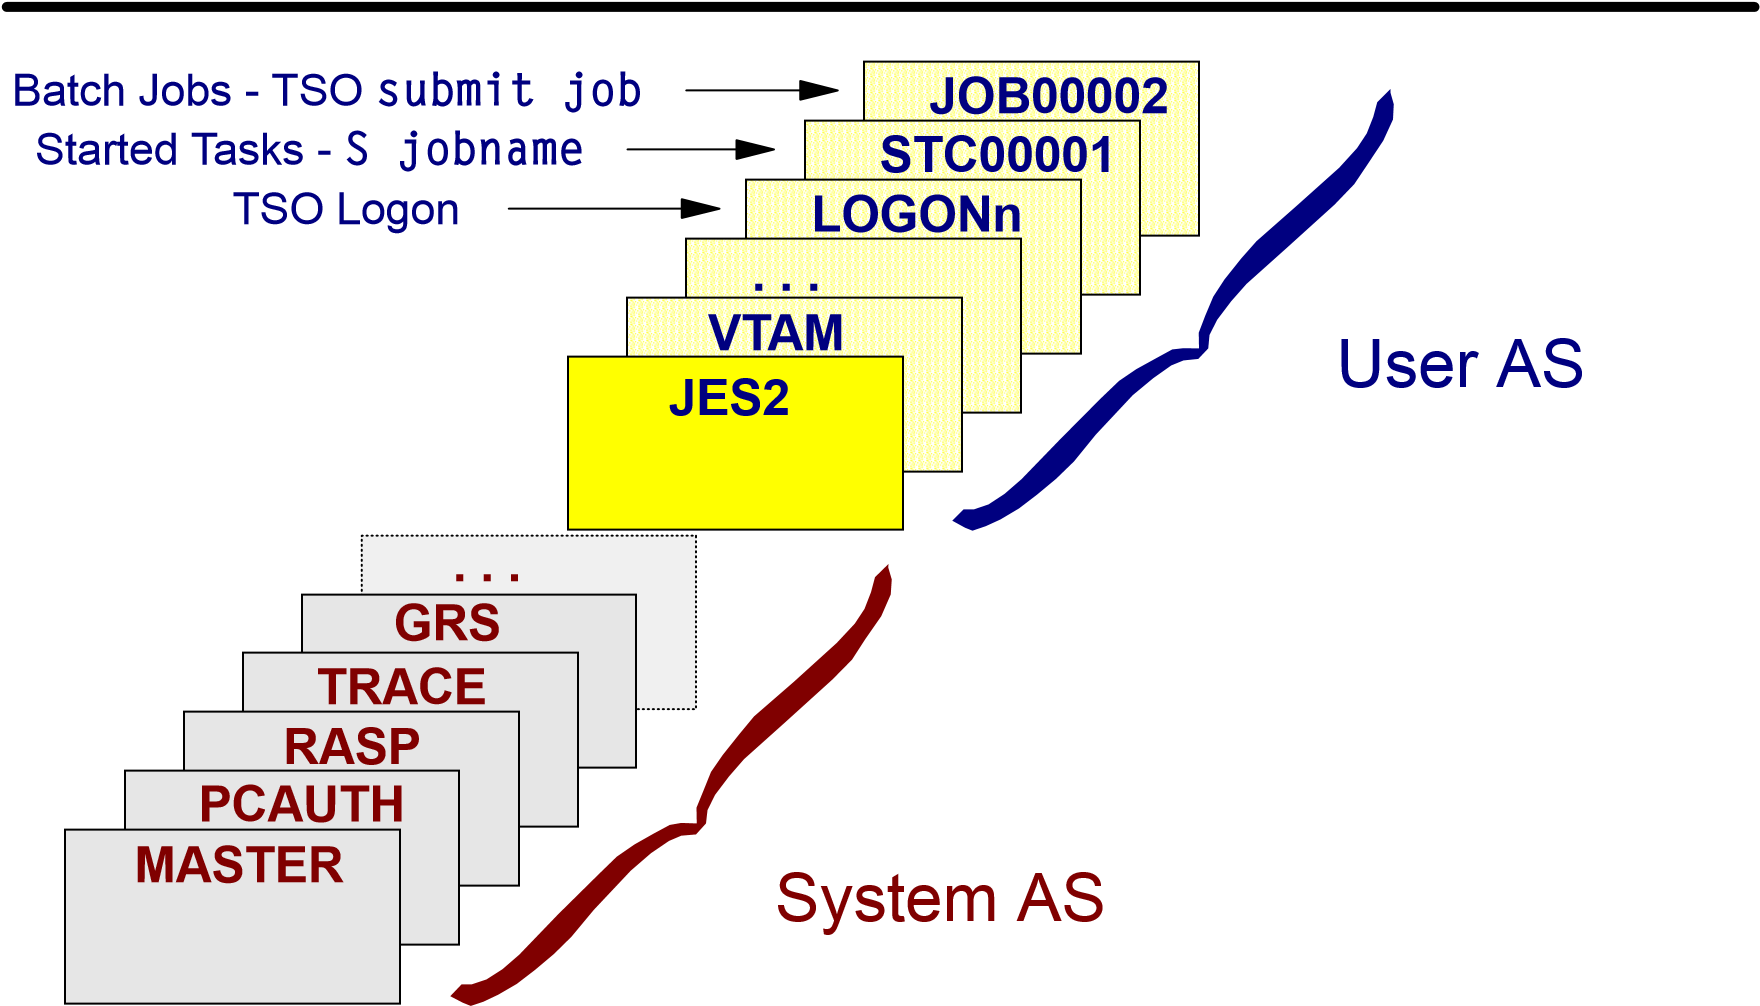 Batch Jobs - TSO submit job
JOB00002
Started Tasks - S jobname
STC00001
TSO Logon
LOGONn
. . .
VTAM
JES2
User AS
. . .
GRS
TRACE
RASP
PCAUTH
MASTER
System AS